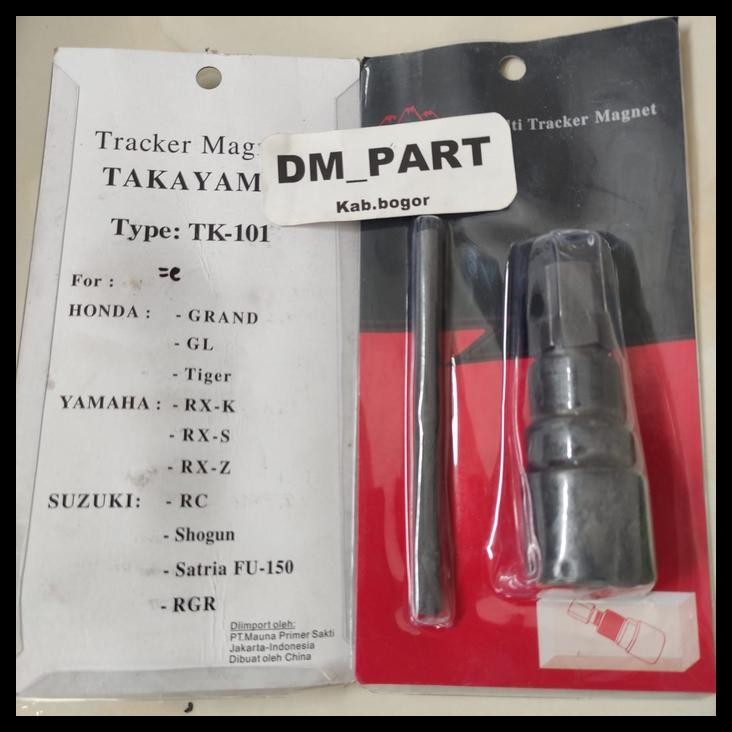 Tracker Mag
TAKAYAM
Type: TK-101
For :
HONDA : - GRAND
- GL
- Tiger
YAMAHA : - RX-K
- RX-S
- RX-Z
SUZUKI: - RC
- Shogun
- Satria FU-150
- RGR
Diimport oleh:
PT.Mauna Primer Sakti
Jakarta-Indonesia
Dibuat oleh China
DM_PART
Kab.bogor
lti Tracker Magnet